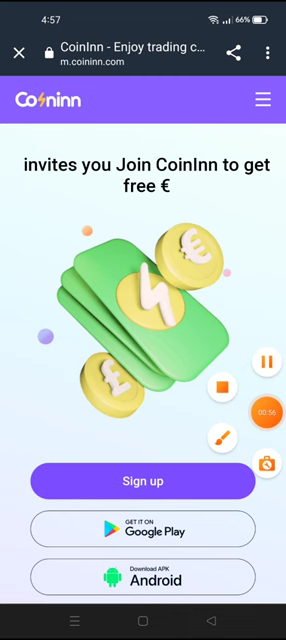 4:57
66%
CoinInn - Enjoy trading c...
m.coininn.com
Coininn
invites you Join CoinInn to get
free €
€
£
00:56
Sign up
GET IT ON
Google Play
Download APK
Android